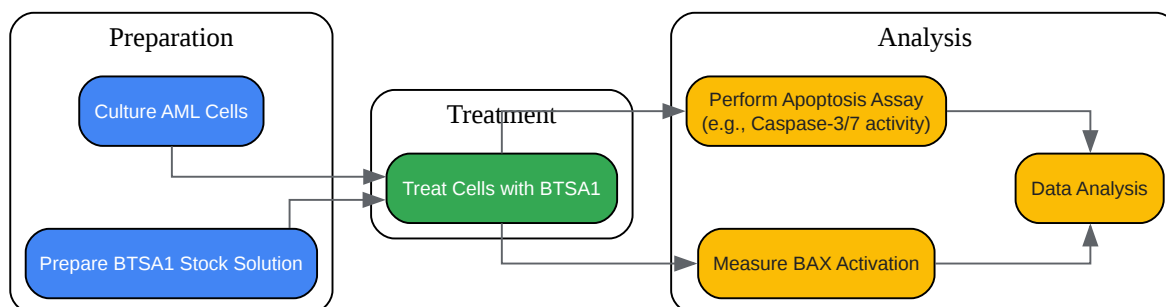 Preparation
Culture AML Cells
Prepare BTSA1 Stock Solution
Treatment
Treat Cells with BTSA1
Analysis
Perform Apoptosis Assay
(e.g., Caspase-3/7 activity)
Measure BAX Activation
Data Analysis